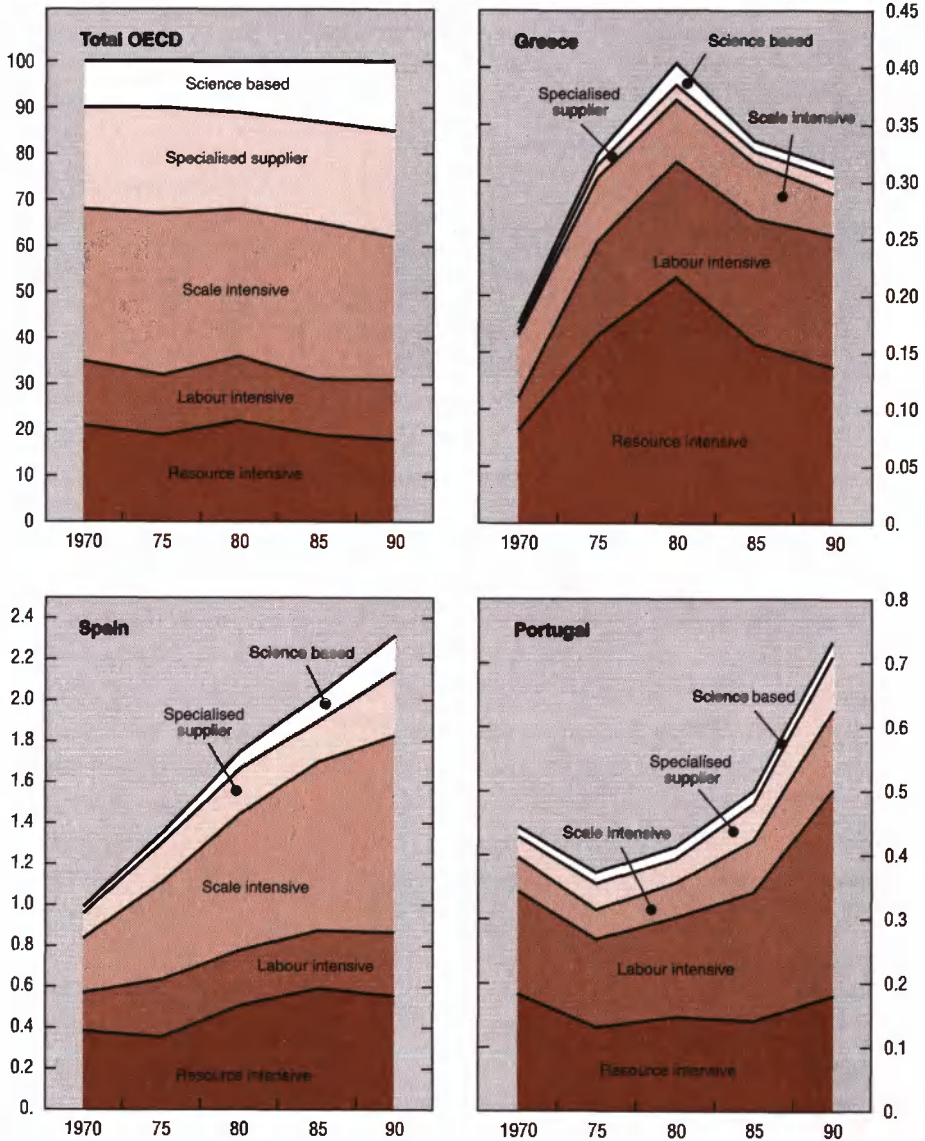 Total OECD
100
90
80
70
60
50
40
30
20
10
0
Science based
Specialised supplier
Scale intensive
Labour intensive
Resource intensive
1970 75 80 85 90
Greece
Science based
Specialised
supplier
Scale intensive
Labour intensive
Resource intensive
0.45
0.40
0.35
0.30
0.25
0.20
0.15
0.10
0.05
0.
1970 75 80 85 90
Spain
2.4
2.2
2.0
1.8
1.6
1.4
1.2
1.0
0.8
0.6
0.4
0.2
0.
Science based
Specialised
supplier
Scale intensive
Labour intensive
Resource intensive
1970 75 80 85 90
Portugal
Science based
Specialised
supplier
Scale intensive
Labour intensive
Resource intensive
0.8
0.7
0.6
0.5
0.4
0.3
0.2
0.1
0.
1970 75 80 85 90